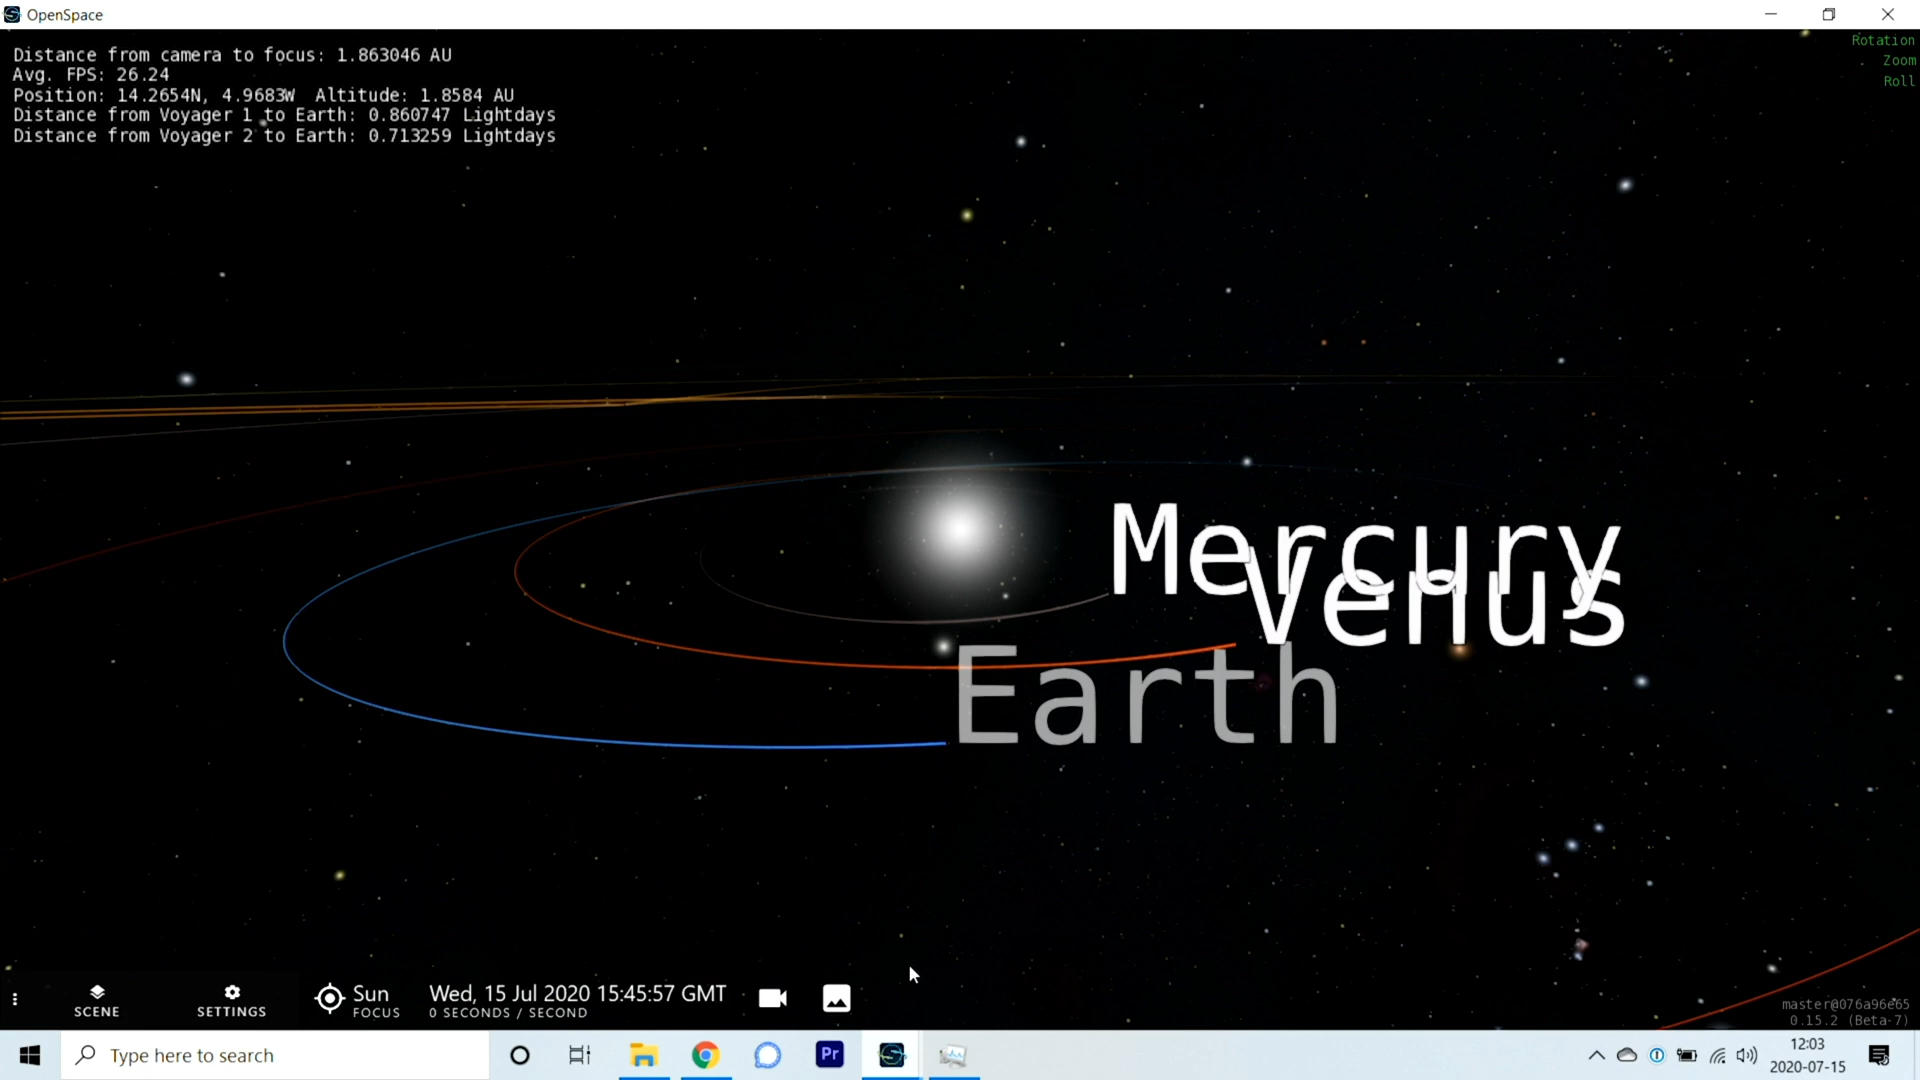 OpenSpace
Distance from camera to focus: 1.863046 AU
Avg. FPS: 26.24
Position: 14.2654N, 4.9683W  Altitude: 1.8584 AU
Distance from Voyager 1 to Earth: 0.860747 Lightdays
Distance from Voyager 2 to Earth: 0.713259 Lightdays
Rotation
Zoom
Roll
Mercury
Venus
Earth
SCENE
SETTINGS
Sun
FOCUS
Wed, 15 Jul 2020 15:45:57 GMT
0 SECONDS / SECOND
master@076a96e65
0.15.2 (Beta-7)
Type here to search
Pr
12:03
2020-07-15